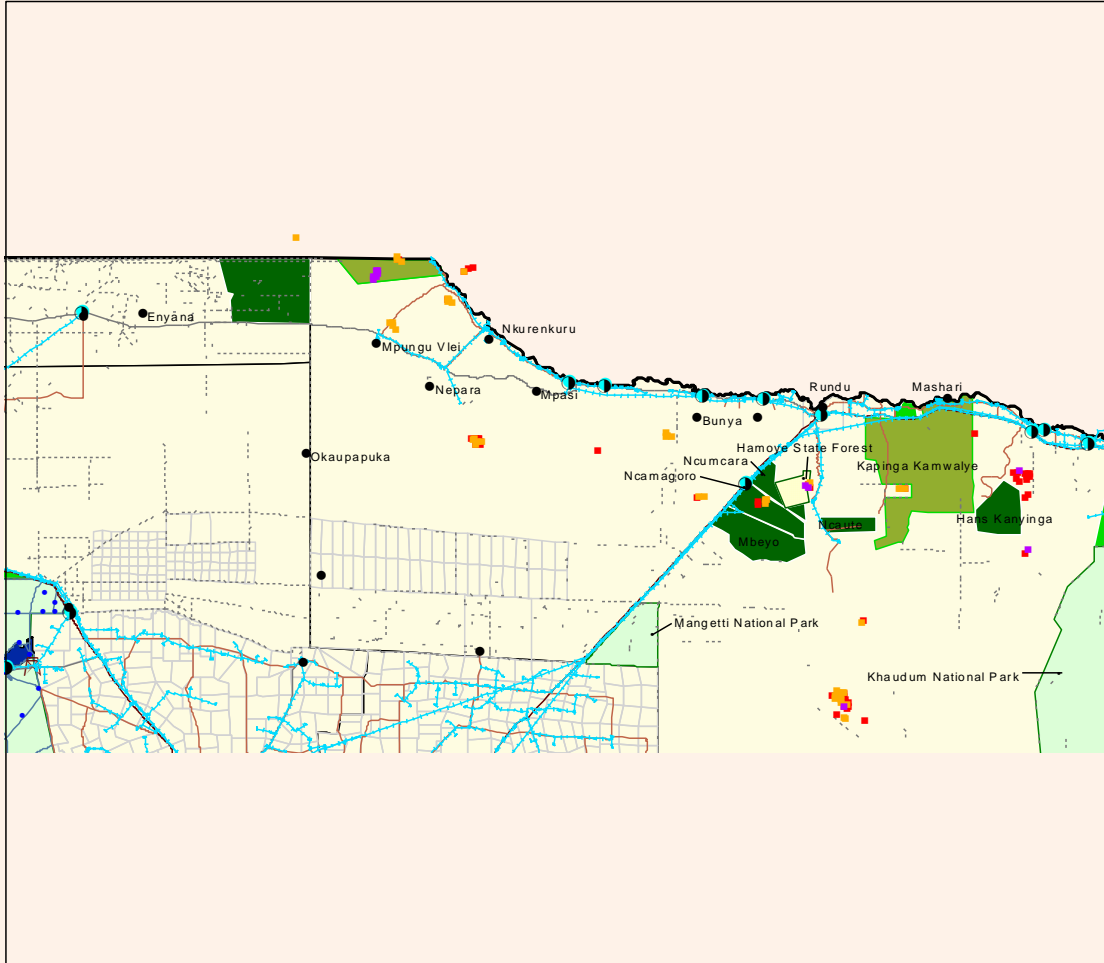 Enyana
Nkurenkuru
Mpungu Vlei
Nepara
Mpasi
Rundu
Mashari
Bunya
Hamoye State Forest
Ncumcara
Okaupapuka
Kapinga Kamwalye
Ncamagoro
Hans Kanyinga
Ncaute
Mbeyo
Mangetti National Park
Khaudum National Park